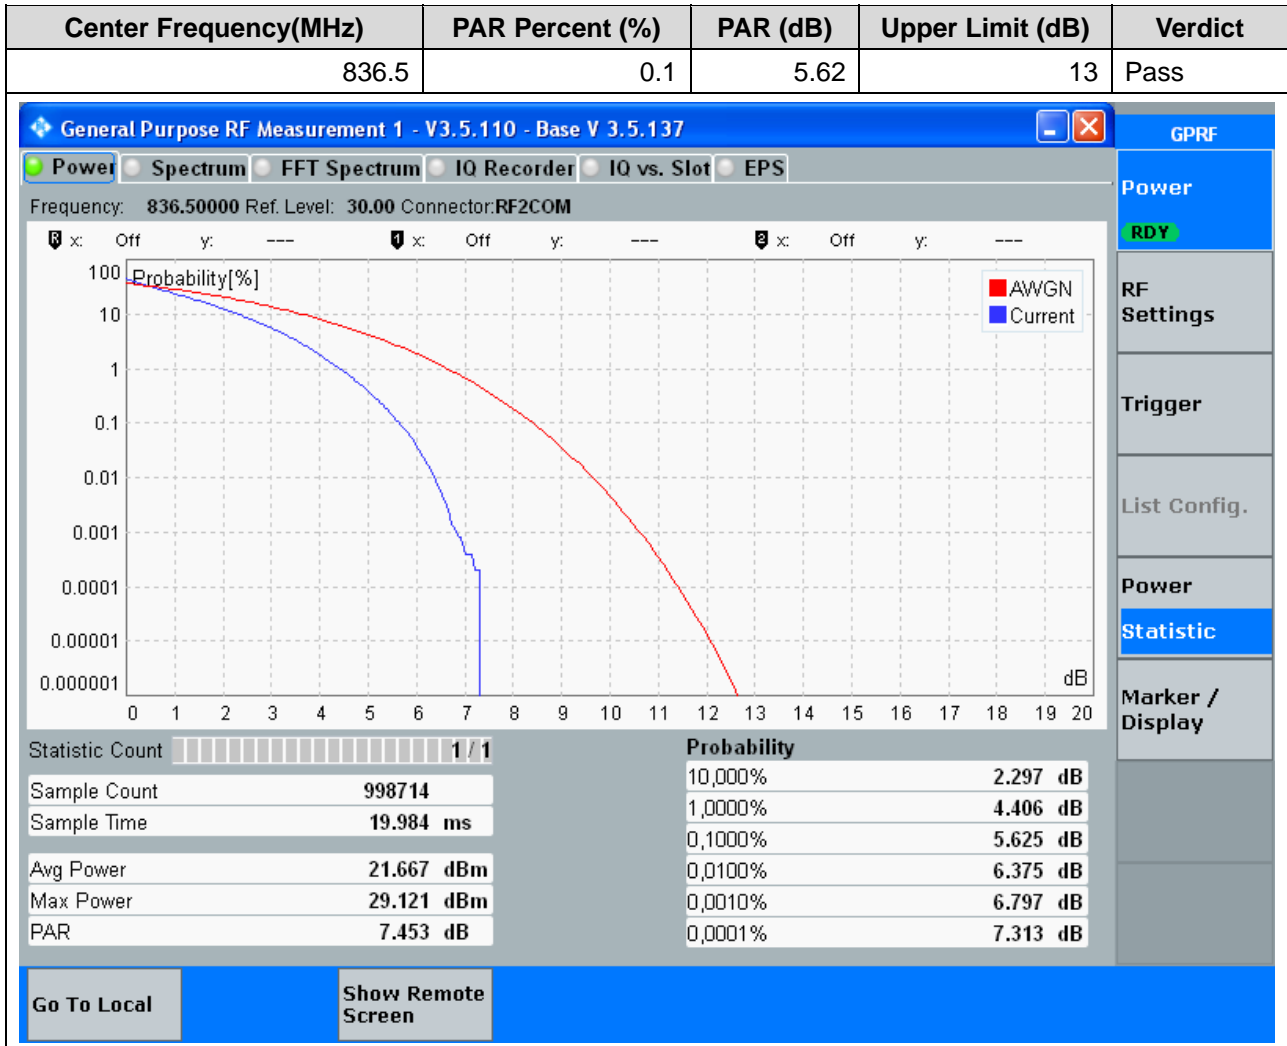 Center Frequency(MHz) PAR Percent (%) PAR (dB) Upper Limit (dB) Verdict
836.5 0.1 5.62 13 Pass
General Purpose RF Measurement 1 - V3.5.110 - Base V 3.5.137
GPRF
Power Spectrum FFT Spectrum IQ Recorder IQ vs. Slot EPS
Frequency: 836.50000 Ref. Level: 30.00 Connector:RF2COM
R x: Off y: --- 1 x: Off y: --- 2 x: Off y: ---
Probability[%]
AWGN
Current
100
10
1
0.1
0.01
0.001
0.0001
0.00001
0.000001
dB
0 1 2 3 4 5 6 7 8 9 10 11 12 13 14 15 16 17 18 19 20
Statistic Count 1 / 1
Sample Count 998714
Sample Time 19.984 ms
Avg Power 21.667 dBm
Max Power 29.121 dBm
PAR 7.453 dB
Probability
10,000% 2.297 dB
1,0000% 4.406 dB
0,1000% 5.625 dB
0,0100% 6.375 dB
0,0010% 6.797 dB
0,0001% 7.313 dB
Power
RDY
RF
Settings
Trigger
List Config.
Power
Statistic
Marker /
Display
Go To Local
Show Remote
Screen